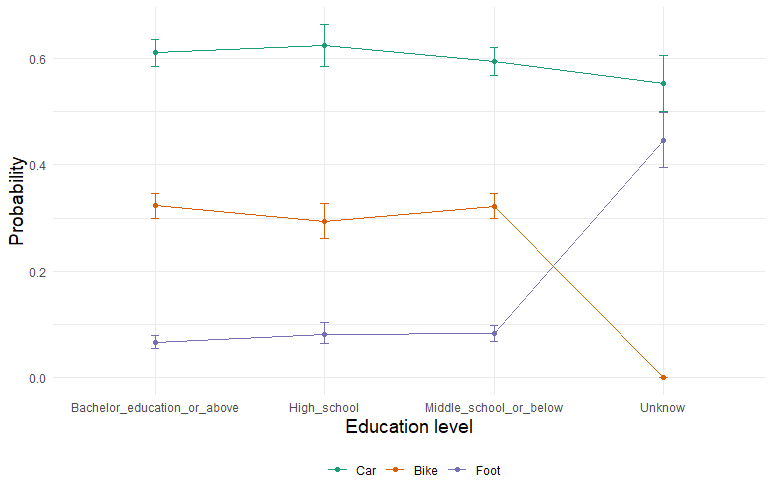 Probability
0.6
0.4
0.2
0.0
Bachelor_education_or_above High_school Middle_school_or_below Unknow
Education level
Car Bike Foot